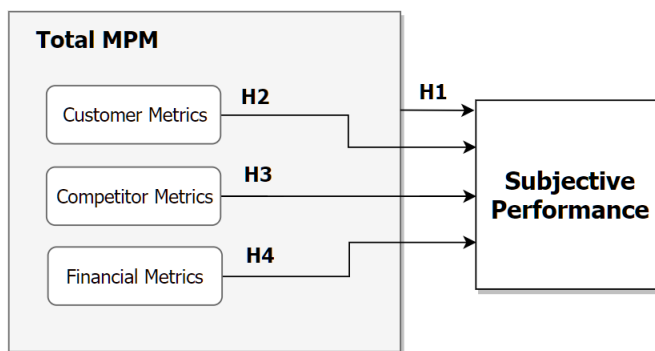 Total MPM
H1
Customer Metrics
H2
Competitor Metrics
H3
Financial Metrics
H4
Subjective
Performance